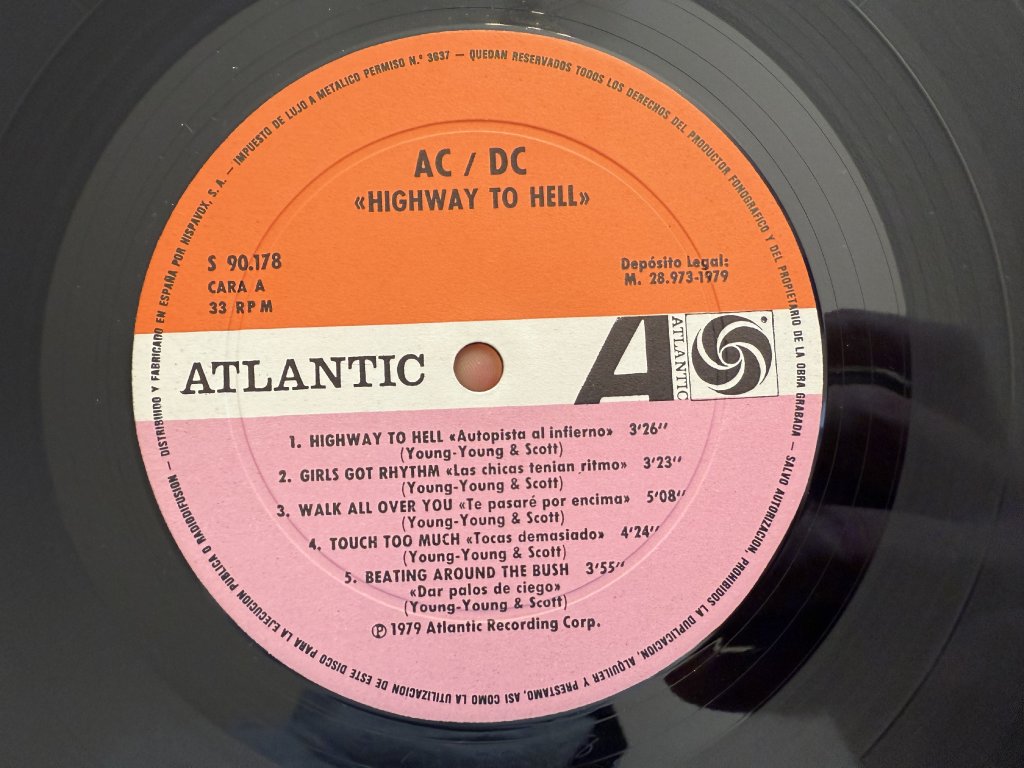 DISTRIBUIDO Y FABRICADO EN ESPAÑA POR HISPAVOX, S. A. — IMPUESTO DE LUJO A METALICO PERMISO N.º 3637 — QUEDAN RESERVADOS TODOS LOS DERECHOS DEL PRODUCTOR FONOGRAFICO Y DEL PROPIETARIO DE LA OBRA GRABADA — SALVO AUTORIZACION, PROHIBIDOS LA DUPLICACION, ALQUILER Y PRESTAMO, ASI COMO LA UTILIZACION DE ESTE DISCO PARA LA EJECUCION PUBLICA O RADIODIFUSION —
AC / DC
«HIGHWAY TO HELL»
S 90.178
CARA A
33 RPM
Depósito Legal:
M. 28.973-1979
ATLANTIC
A
ATLANTIC
1. HIGHWAY TO HELL «Autopista al infierno» 3'26''
(Young-Young & Scott)
2. GIRLS GOT RHYTHM «Las chicas tenian ritmo» 3'23''
(Young-Young & Scott)
3. WALK ALL OVER YOU «Te pasaré por encima» 5'08''
(Young-Young & Scott)
4. TOUCH TOO MUCH «Tocas demasiado» 4'24''
(Young-Young & Scott)
5. BEATING AROUND THE BUSH 3'55''
«Dar palos de ciego»
(Young-Young & Scott)
℗ 1979 Atlantic Recording Corp.